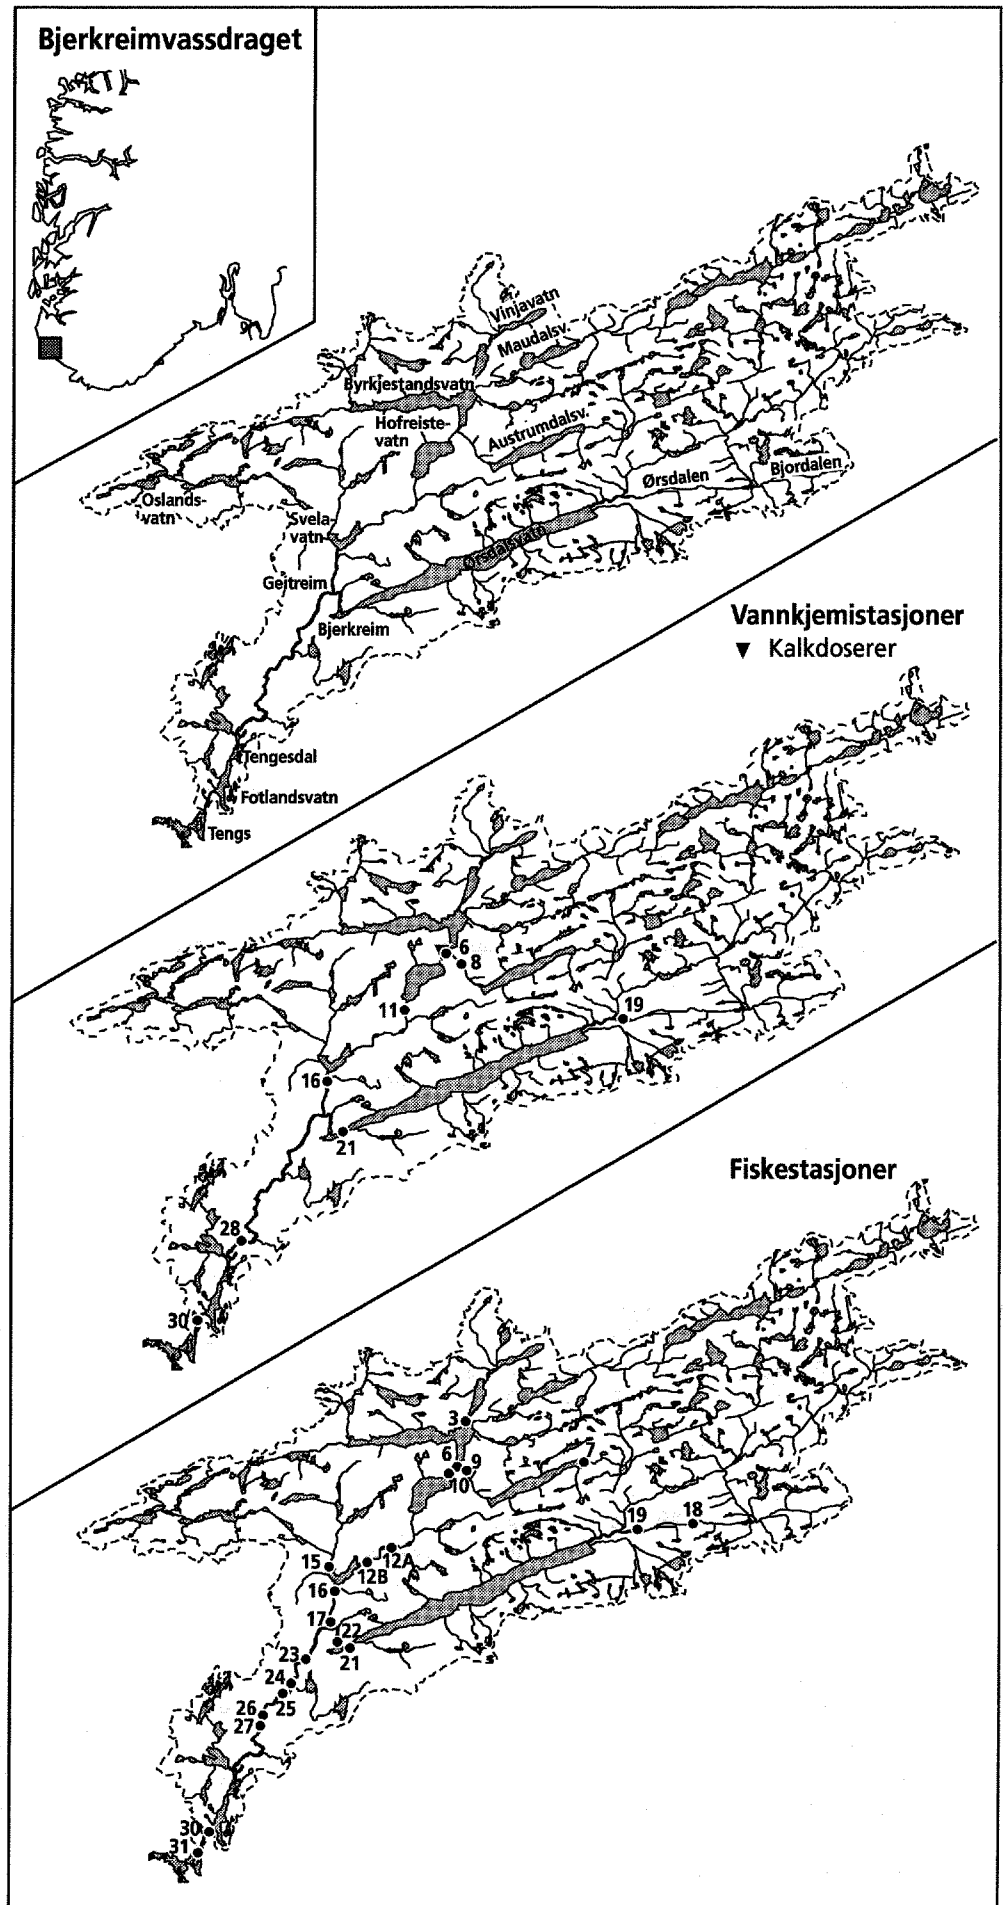 Bjerkreimvassdraget
Vinjavatn
Maudalsv.
Byrkjestandsvatn
Hofreiste-
vatn
Austrumdalsv.
Ørsdalen
Bjordalen
Oslands-
vatn
Svela-
vatn
Ørsdalsvatn
Gejtreim
Bjerkreim
Tengesdal
Fotlandsvatn
Tengs
Vannkjemistasjoner
▼ Kalkdoserer
6
8
11
19
16
21
28
30
Fiskestasjoner
3
6
9
7
10
19
18
15
12A
12B
16
17
22
23
21
24
25
26
27
30
31